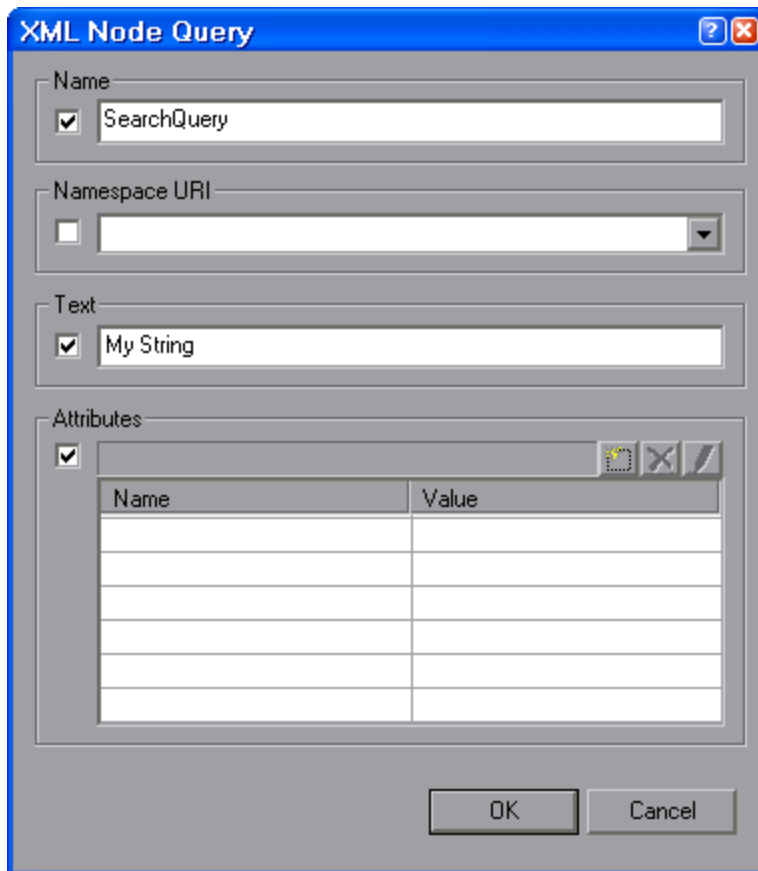 XML Node Query
Name
SearchQuery
Namespace URI
Text
My String
Attributes
Name Value
OK Cancel